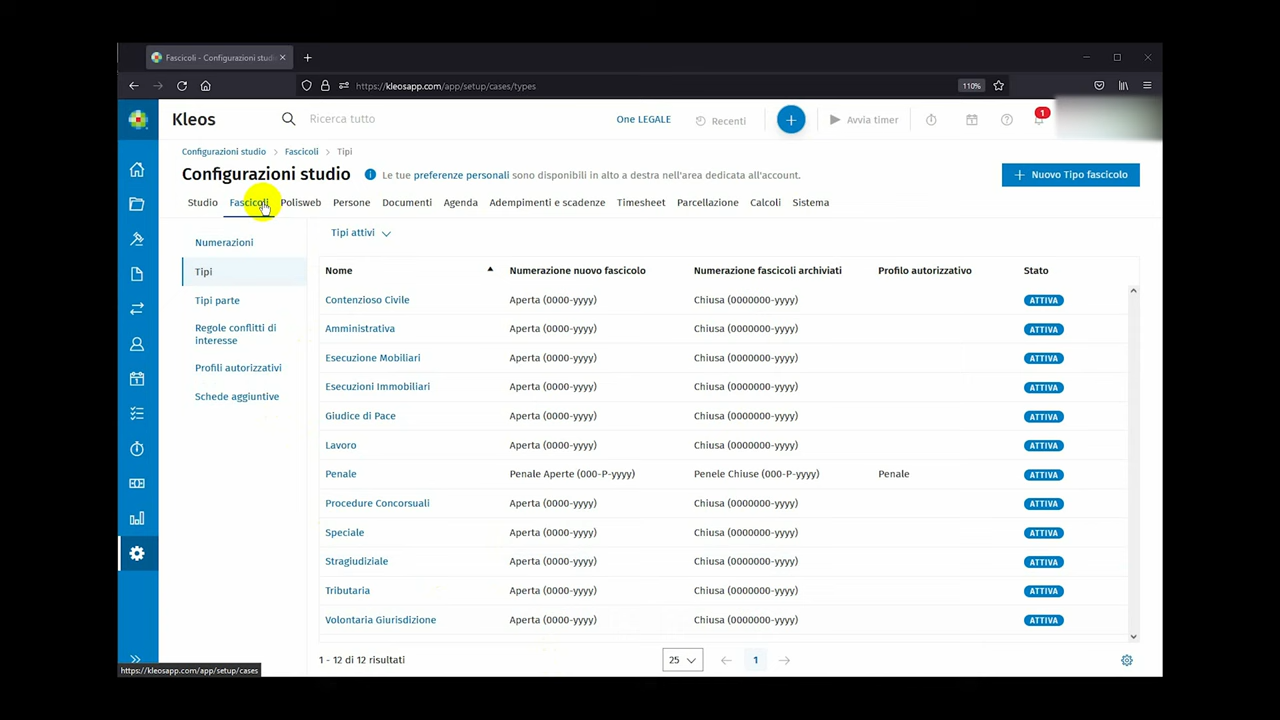 Fascicoli - Configurazioni studi
https://kleosapp.com/app/setup/cases/types
110%
Kleos
Ricerca tutto
One LEGALE
Recenti
Avvia timer
1
Configurazioni studio > Fascicoli > Tipi
Configurazioni studio
Le tue preferenze personali sono disponibili in alto a destra nell'area dedicata all'account.
+ Nuovo Tipo fascicolo
Studio Fascicoli Polisweb Persone Documenti Agenda Adempimenti e scadenze Timesheet Parcellazione Calcoli Sistema
Numerazioni
Tipi
Tipi parte
Regole conflitti di
interesse
Profili autorizzativi
Schede aggiuntive
Tipi attivi
Nome Numerazione nuovo fascicolo Numerazione fascicoli archiviati Profilo autorizzativo Stato
Contenzioso Civile Aperta (0000-yyyy) Chiusa (0000000-yyyy) ATTIVA
Amministrativa Aperta (0000-yyyy) Chiusa (0000000-yyyy) ATTIVA
Esecuzione Mobiliari Aperta (0000-yyyy) Chiusa (0000000-yyyy) ATTIVA
Esecuzioni Immobiliari Aperta (0000-yyyy) Chiusa (0000000-yyyy) ATTIVA
Giudice di Pace Aperta (0000-yyyy) Chiusa (0000000-yyyy) ATTIVA
Lavoro Aperta (0000-yyyy) Chiusa (0000000-yyyy) ATTIVA
Penale Penale Aperte (000-P-yyyy) Penele Chiuse (000-P-yyyy) Penale ATTIVA
Procedure Concorsuali Aperta (0000-yyyy) Chiusa (0000000-yyyy) ATTIVA
Speciale Aperta (0000-yyyy) Chiusa (0000000-yyyy) ATTIVA
Stragiudiziale Aperta (0000-yyyy) Chiusa (0000000-yyyy) ATTIVA
Tributaria Aperta (0000-yyyy) Chiusa (0000000-yyyy) ATTIVA
Volontaria Giurisdizione Aperta (0000-yyyy) Chiusa (0000000-yyyy) ATTIVA
1 - 12 di 12 risultati
25
1
https://kleosapp.com/app/setup/cases